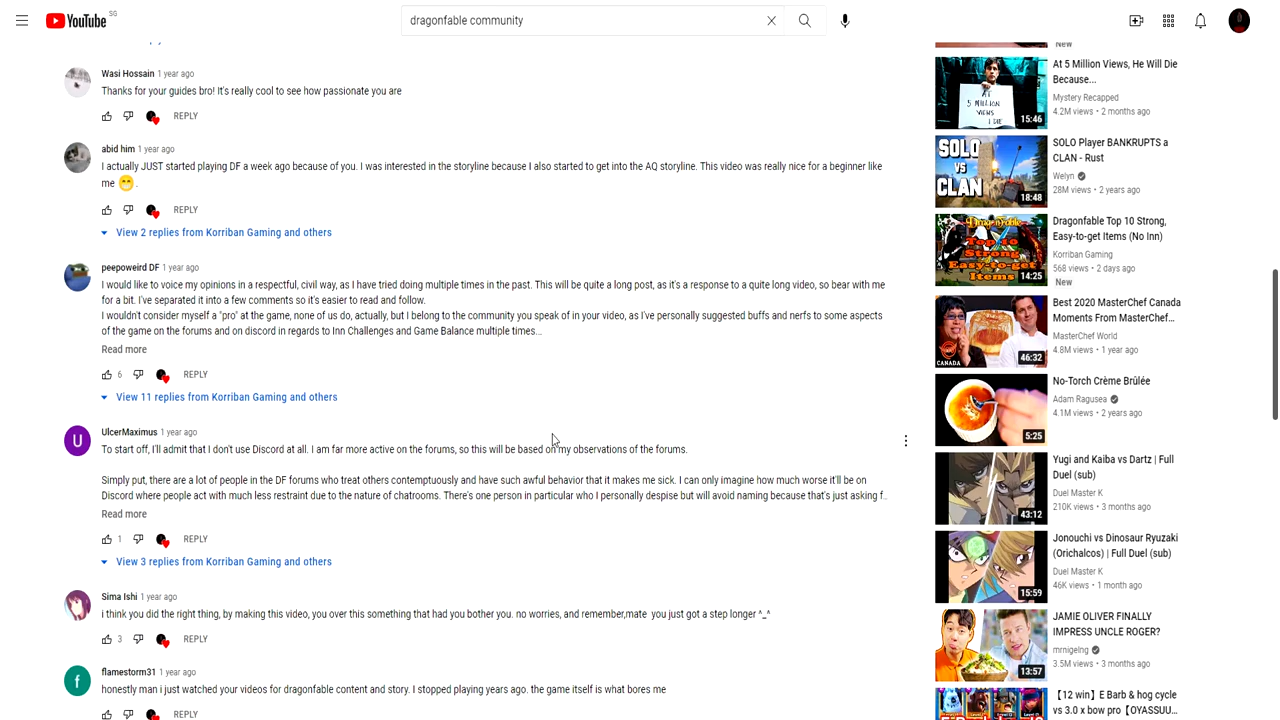 YouTube SG
dragonfable community
Wasi Hossain 1 year ago
Thanks for your guides bro! It's really cool to see how passionate you are
REPLY
abid him 1 year ago
I actually JUST started playing DF a week ago because of you. I was interested in the storyline because I also started to get into the AQ storyline. This video was really nice for a beginner like
me 😁.
REPLY
View 2 replies from Korriban Gaming and others
peepoweird DF 1 year ago
I would like to voice my opinions in a respectful, civil way, as I have tried doing multiple times in the past. This will be quite a long post, as it's a response to a quite long video, so bear with me
for a bit. I've separated it into a few comments so it's easier to read and follow.
I wouldn't consider myself a "pro" at the game, none of us do, actually, but I belong to the community you speak of in your video, as I've personally suggested buffs and nerfs to some aspects
of the game on the forums and on discord in regards to Inn Challenges and Game Balance multiple times...
Read more
6 REPLY
View 11 replies from Korriban Gaming and others
U
UlcerMaximus 1 year ago
To start off, I'll admit that I don't use Discord at all. I am far more active on the forums, so this will be based on my observations of the forums.
Simply put, there are a lot of people in the DF forums who treat others contemptuously and have such awful behavior that it makes me sick. I can only imagine how much worse it'll be on
Discord where people act with much less restraint due to the nature of chatrooms. There's one person in particular who I personally despise but will avoid naming because that's just asking f..
Read more
1 REPLY
View 3 replies from Korriban Gaming and others
Sima Ishi 1 year ago
i think you did the right thing, by making this video, you over this something that had you bother you. no worries, and remember,mate you just got a step longer ^_^
3 REPLY
f
flamestorm31 1 year ago
honestly man i just watched your videos for dragonfable content and story. I stopped playing years ago. the game itself is what bores me
REPLY
New
AT
5 MILLION
VIEWS
I DIE
15:46
At 5 Million Views, He Will Die
Because...
Mystery Recapped
4.2M views • 2 months ago
SOLO
VS
CLAN
18:48
SOLO Player BANKRUPTS a
CLAN - Rust
Welyn
28M views • 2 years ago
DragonFable
Top 10
Strong,
Easy-to-get
Items
14:25
Dragonfable Top 10 Strong,
Easy-to-get Items (No Inn)
Korriban Gaming
568 views • 2 days ago
New
CANADA
46:32
Best 2020 MasterChef Canada
Moments From MasterChef...
MasterChef World
4.8M views • 1 year ago
5:25
No-Torch Crème Brûlée
Adam Ragusea
4.1M views • 2 years ago
43:12
Yugi and Kaiba vs Dartz | Full
Duel (sub)
Duel Master K
210K views • 3 months ago
15:59
Jonouchi vs Dinosaur Ryuzaki
(Orichalcos) | Full Duel (sub)
Duel Master K
46K views • 1 month ago
13:57
JAMIE OLIVER FINALLY
IMPRESS UNCLE ROGER?
mrnigelng
3.5M views • 3 months ago
【12 win】E Barb & hog cycle
vs 3.0 x bow pro【OYASSUU...